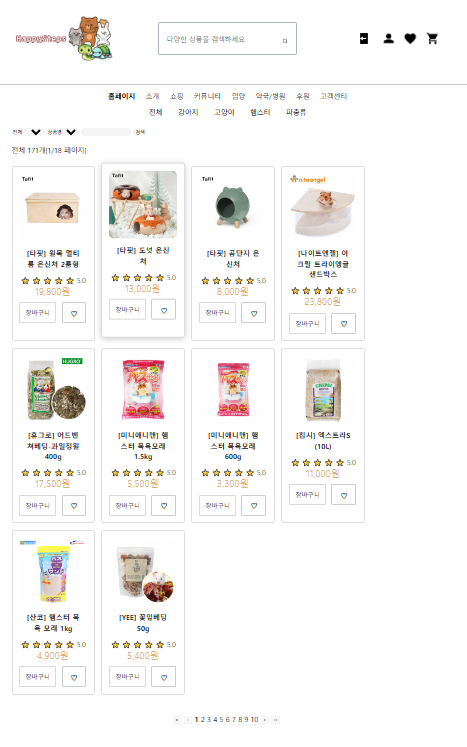 HappySteps
다양한 상품을 검색하세요
홈페이지 소개 쇼핑 커뮤니티 입양 약국/병원 후원 고객센터
전체 강아지 고양이 햄스터 파충류
전체 상품명 검색
전체 171개[1/18 페이지]
Tafit
[타핏] 원목 멀티
룸 은신처 2룸형
5.0
19,800원
장바구니
Tafit
[타핏] 도넛 은신
처
5.0
13,000원
장바구니
Tafit
[타핏] 곰단지 은
신처
5.0
8,000원
장바구니
niteangel
[나이트엔젤] 아
크릴 트라이앵글
샌드박스
5.0
23,800원
장바구니
HUGRO
[휴그로] 어드벤
쳐베딩-과일정원
400g
5.0
17,500원
장바구니
[미니애니맨] 햄
스터 목욕모래
1.5kg
5.0
5,500원
장바구니
[미니애니맨] 햄
스터 목욕모래
600g
5.0
3,300원
장바구니
[칩시] 엑스트라S
(10L)
5.0
11,000원
장바구니
[산코] 햄스터 목
욕 모래 1kg
5.0
4,900원
장바구니
[YEE] 꽃잎베딩
50g
5.0
5,400원
장바구니
« ‹ 1 2 3 4 5 6 7 8 9 10 › »